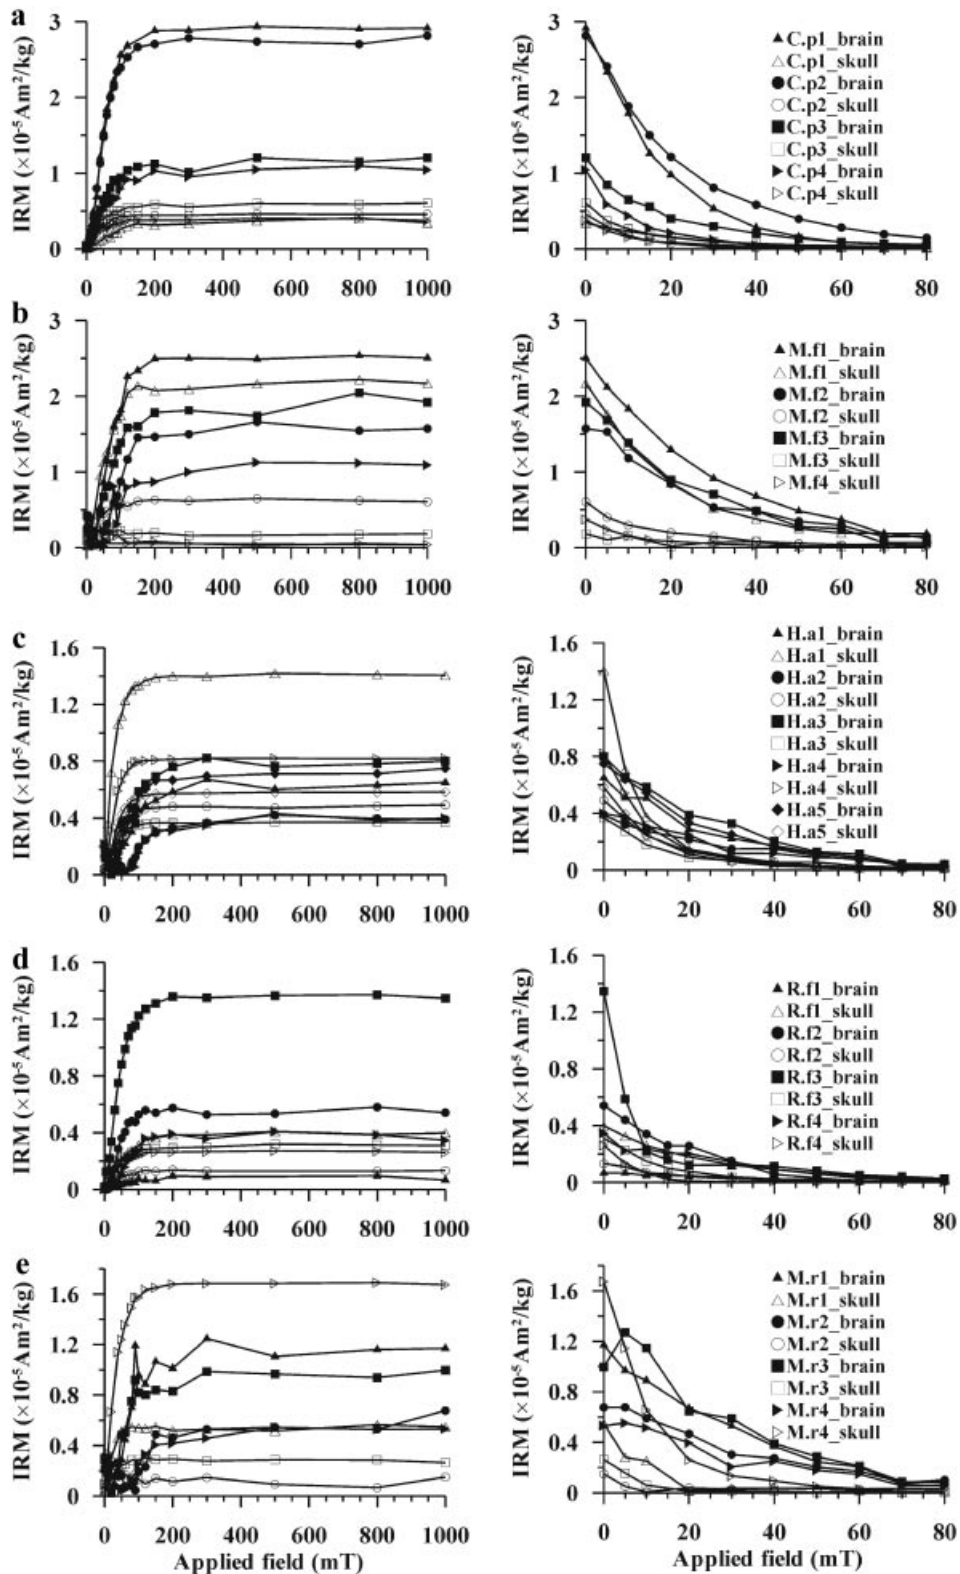 a
IRM (×10⁻⁵Am²/kg)
3
2
1
0
0 200 400 600 800 1000
IRM (×10⁻⁵Am²/kg)
3
2
1
0
0 20 40 60 80
C.p1_brain
C.p1_skull
C.p2_brain
C.p2_skull
C.p3_brain
C.p3_skull
C.p4_brain
C.p4_skull
b
IRM (×10⁻⁵Am²/kg)
3
2
1
0
0 200 400 600 800 1000
IRM (×10⁻⁵Am²/kg)
3
2
1
0
0 20 40 60 80
M.f1_brain
M.f1_skull
M.f2_brain
M.f2_skull
M.f3_brain
M.f3_skull
M.f4_skull
c
IRM (×10⁻⁵Am²/kg)
1.6
1.2
0.8
0.4
0
0 200 400 600 800 1000
IRM (×10⁻⁵Am²/kg)
1.6
1.2
0.8
0.4
0
0 20 40 60 80
H.a1_brain
H.a1_skull
H.a2_brain
H.a2_skull
H.a3_brain
H.a3_skull
H.a4_brain
H.a4_skull
H.a5_brain
H.a5_skull
d
IRM (×10⁻⁵Am²/kg)
1.6
1.2
0.8
0.4
0
0 200 400 600 800 1000
IRM (×10⁻⁵Am²/kg)
1.6
1.2
0.8
0.4
0
0 20 40 60 80
R.f1_brain
R.f1_skull
R.f2_brain
R.f2_skull
R.f3_brain
R.f3_skull
R.f4_brain
R.f4_skull
e
IRM (×10⁻⁵Am²/kg)
1.6
1.2
0.8
0.4
0
0 200 400 600 800 1000
Applied field (mT)
IRM (×10⁻⁵Am²/kg)
1.6
1.2
0.8
0.4
0
0 20 40 60 80
Applied field (mT)
M.r1_brain
M.r1_skull
M.r2_brain
M.r2_skull
M.r3_brain
M.r3_skull
M.r4_brain
M.r4_skull